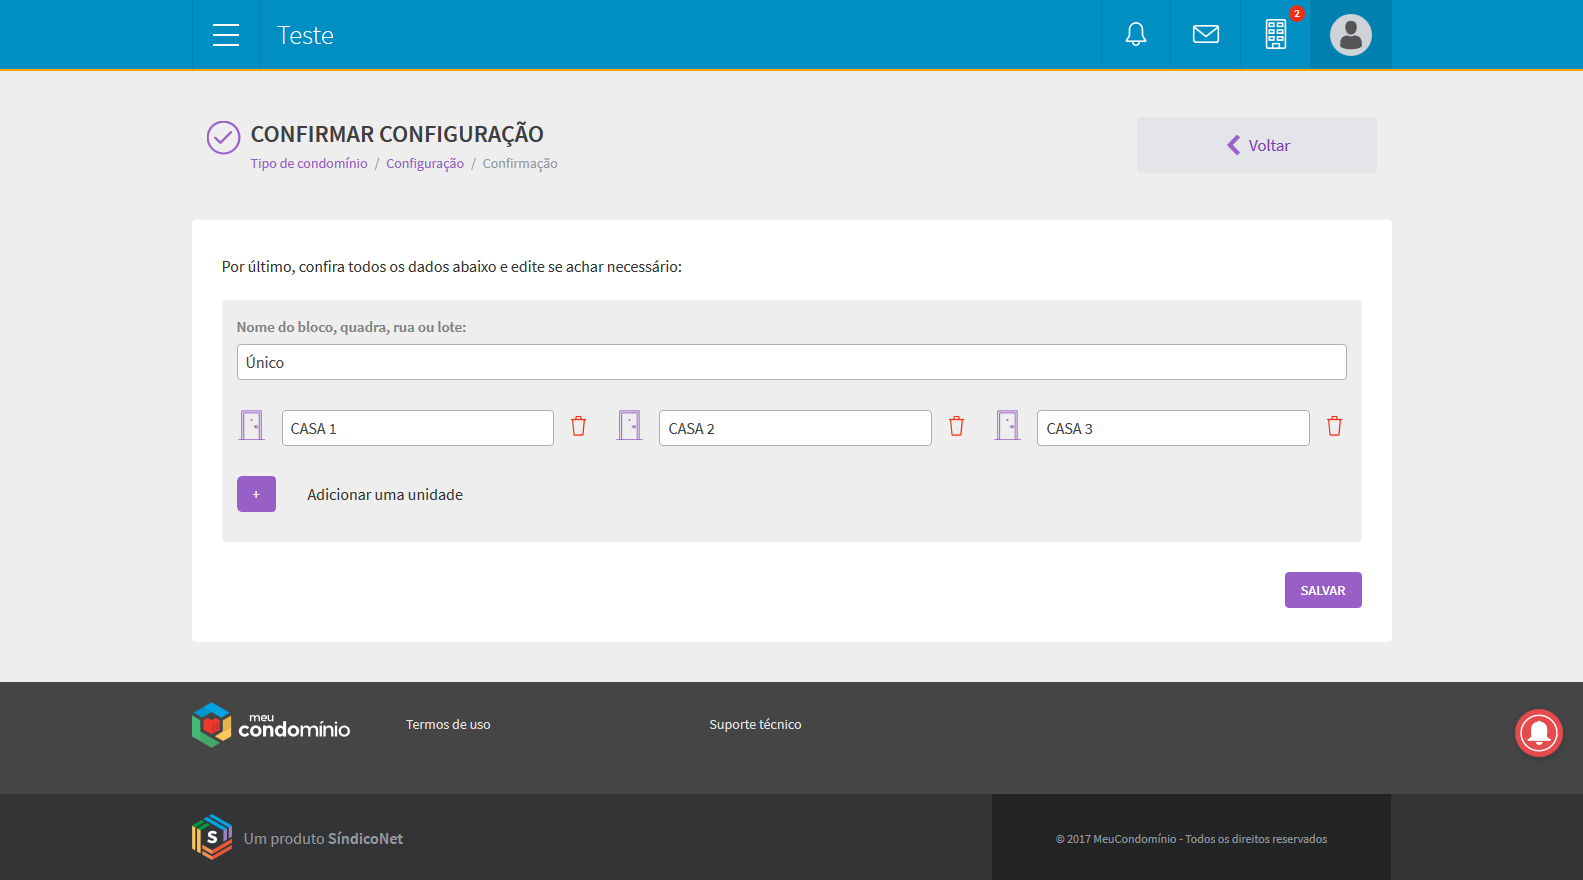 Teste
2
CONFIRMAR CONFIGURAÇÃO
Tipo de condomínio / Configuração / Confirmação
Voltar
Por último, confira todos os dados abaixo e edite se achar necessário:
Nome do bloco, quadra, rua ou lote:
Único
CASA 1
CASA 2
CASA 3
+
Adicionar uma unidade
SALVAR
meu
condomínio
Termos de uso
Suporte técnico
S
Um produto SíndicoNet
© 2017 MeuCondomínio - Todos os direitos reservados